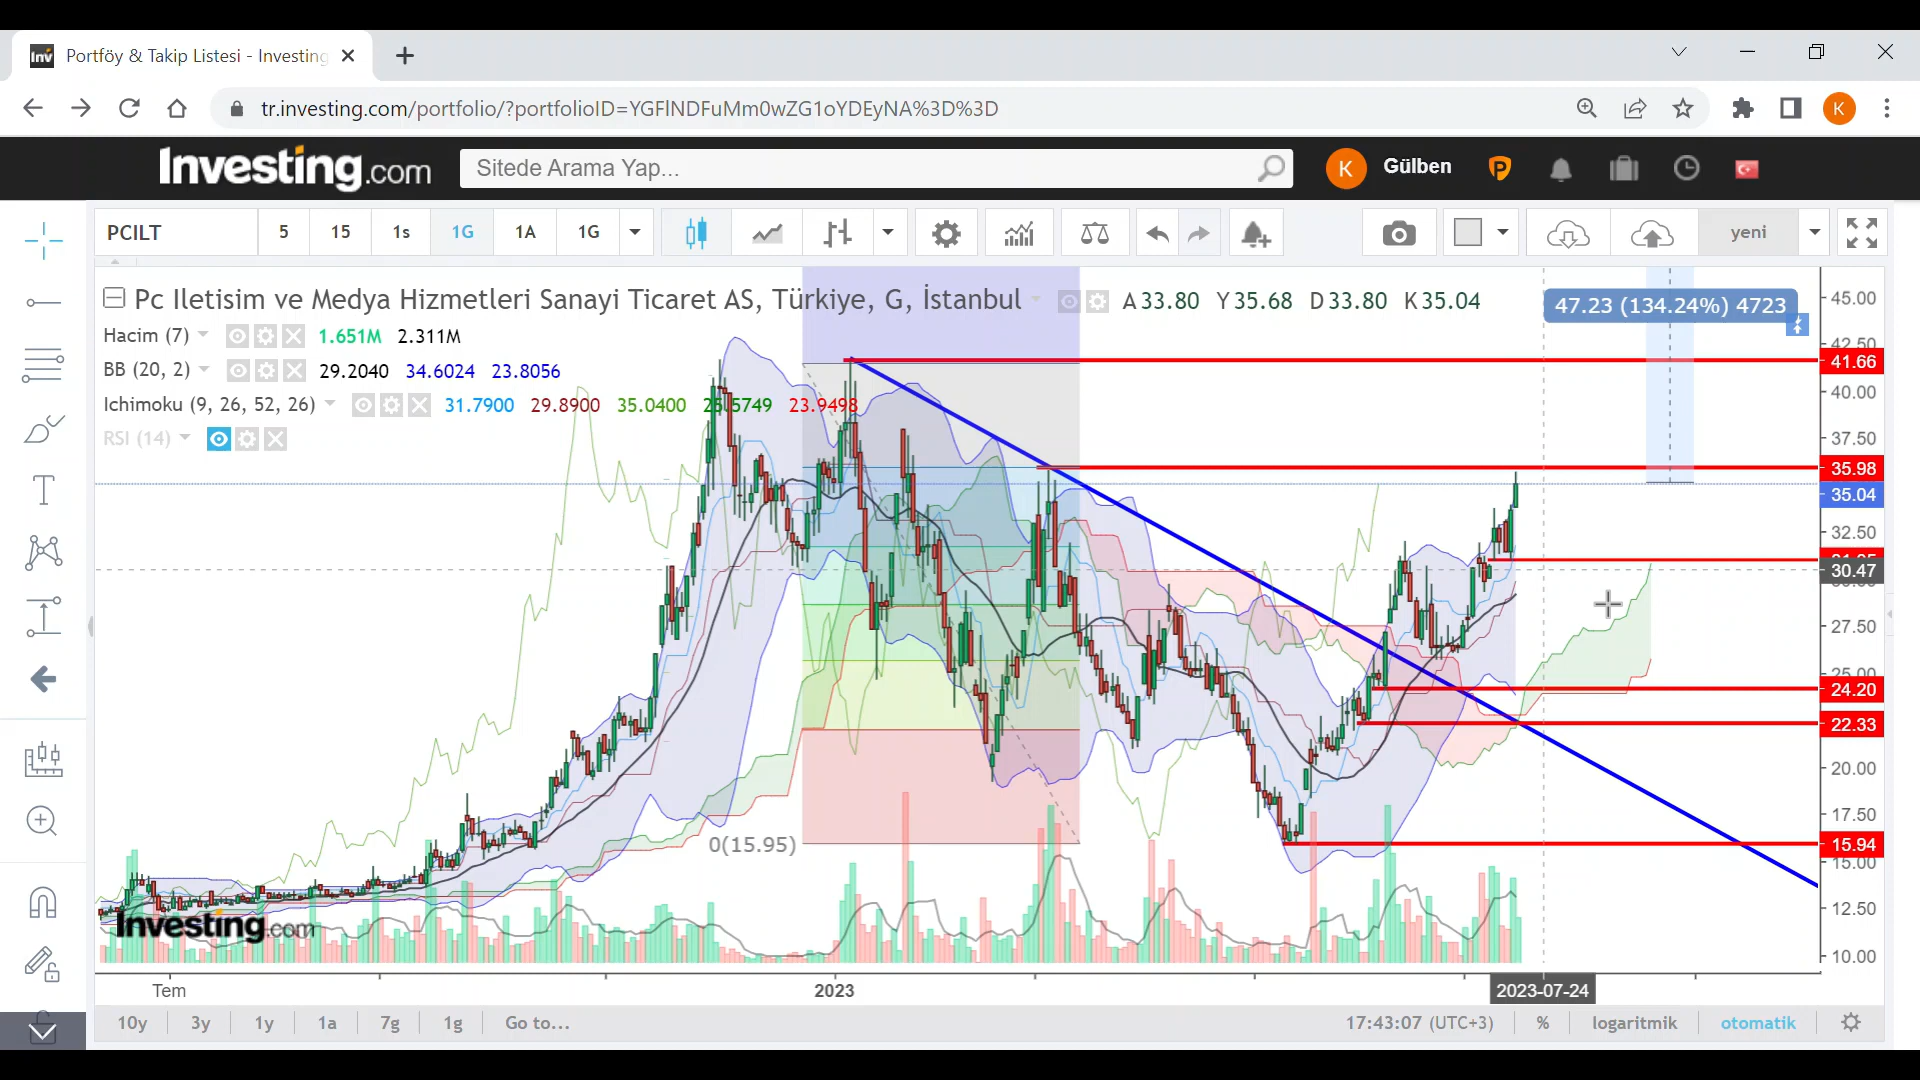 Portföy & Takip Listesi - Investing
tr.investing.com/portfolio/?portfolioID=YGFlNDFuMm0wZG1oYDEyNA%3D%3D
K
Investing.com
Sitede Arama Yap...
K
Gülben
PCILT
5
15
1s
1G
1A
1G
yeni
Pc Iletisim ve Medya Hizmetleri Sanayi Ticaret AS, Türkiye, G, İstanbul
A 33.80 Y 35.68 D 33.80 K 35.04
47.23 (134.24%) 4723
Hacim (7)
1.651M 2.311M
BB (20, 2)
29.2040 34.6024 23.8056
Ichimoku (9, 26, 52, 26)
31.7900 29.8900 35.0400 25.5749 23.9498
RSI (14)
45.00
42.50
41.66
40.00
37.50
35.98
35.04
32.50
30.47
27.50
25.00
24.20
22.33
20.00
17.50
0(15.95)
15.94
15.00
12.50
10.00
Investing.com
Tem
2023
2023-07-24
10y
3y
1y
1a
7g
1g
Go to...
17:43:07 (UTC+3)
%
logaritmik
otomatik